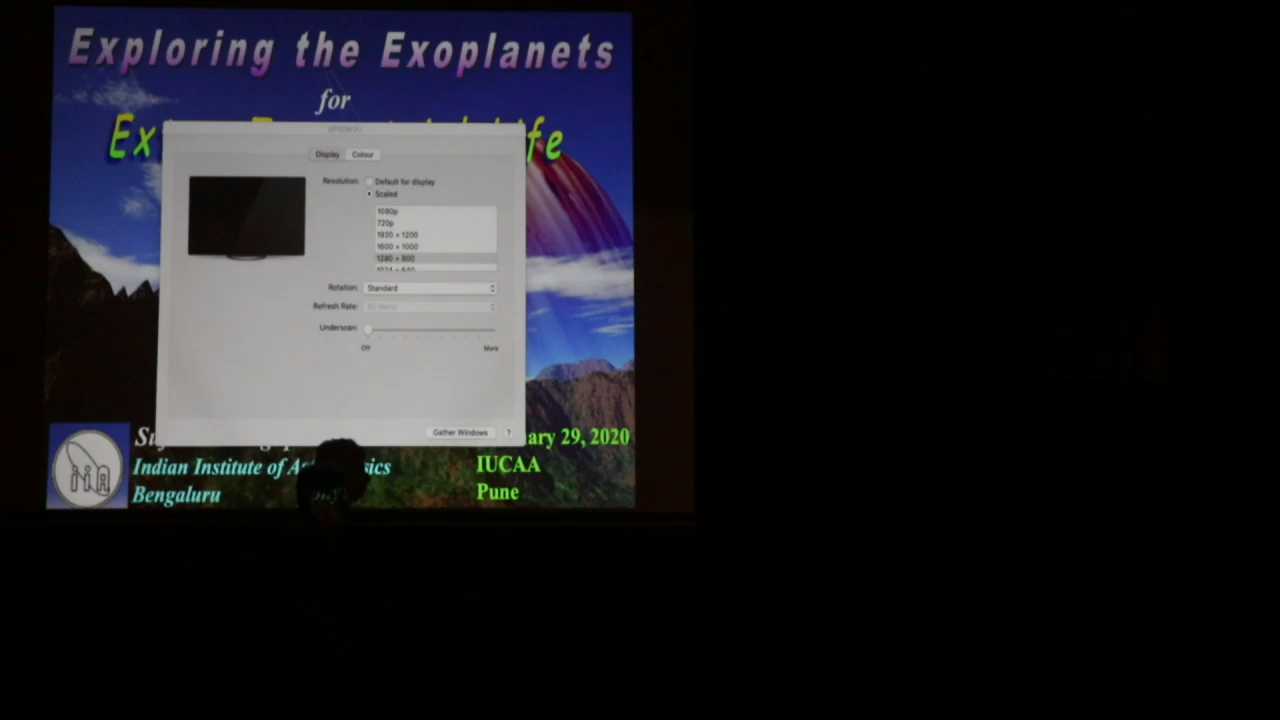 Exploring the Exoplanets
for
Display Colour
Resolution: Default for display
Scaled
1080p
720p
1920 × 1200
1600 × 1000
1280 × 800
Rotation: Standard
Refresh Rate:
Underscan:
Off More
Gather Windows ?
29, 2020
Indian Institute of
IUCAA
Bengaluru
Pune